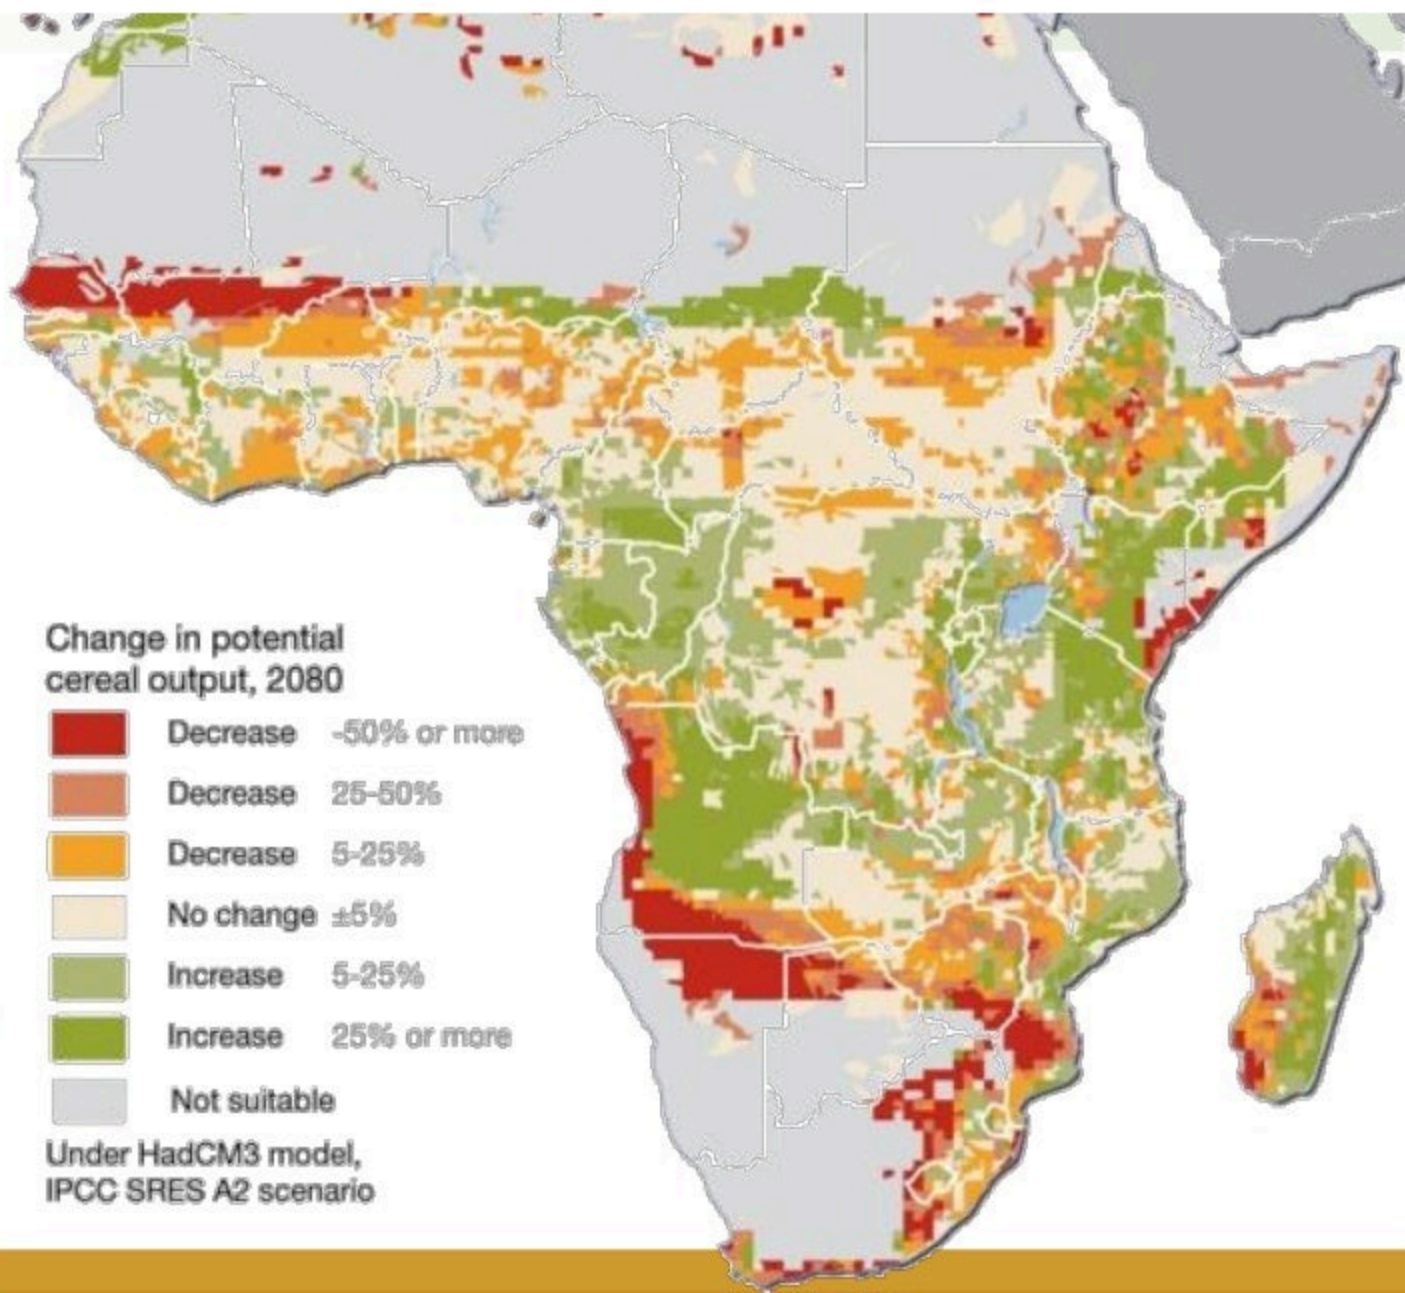 Change in potential
cereal output, 2080
Decrease -50% or more
Decrease 25-50%
Decrease 5-25%
No change ±5%
Increase 5-25%
Increase 25% or more
Not suitable
Under HadCM3 model,
IPCC SRES A2 scenario